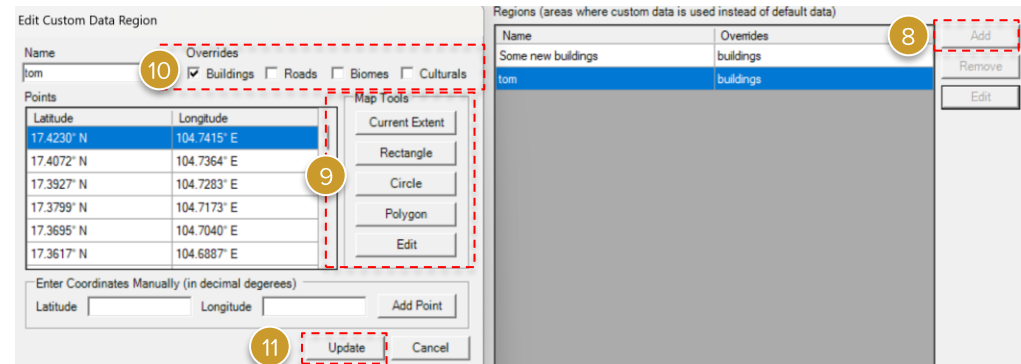 Edit Custom Data Region
Name
tom
10
Overrides
Buildings Roads Biomes Culturals
Points
Latitude Longitude
17.4230° N 104.7415° E
17.4072° N 104.7364° E
17.3927° N 104.7283° E
17.3799° N 104.7173° E
17.3695° N 104.7040° E
17.3617° N 104.6887° E
9
Map Tools
Current Extent
Rectangle
Circle
Polygon
Edit
Enter Coordinates Manually (in decimal degerees)
Latitude Longitude Add Point
11
Update Cancel
Regions (areas where custom data is used instead of default data)
Name Overrides
Some new buildings buildings
tom buildings
8
Add
Remove
Edit